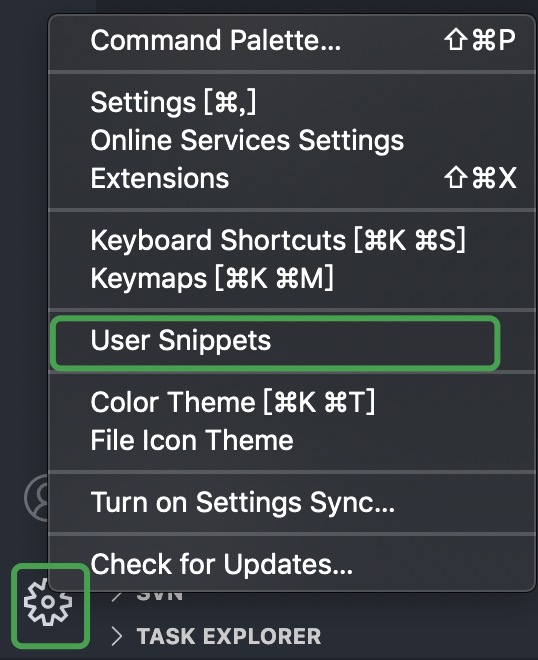 Command Palette... ⇧⌘P
Settings [⌘,]
Online Services Settings
Extensions ⇧⌘X
Keyboard Shortcuts [⌘K ⌘S]
Keymaps [⌘K ⌘M]
User Snippets
Color Theme [⌘K ⌘T]
File Icon Theme
Turn on Settings Sync...
Check for Updates...
SVN
TASK EXPLORER